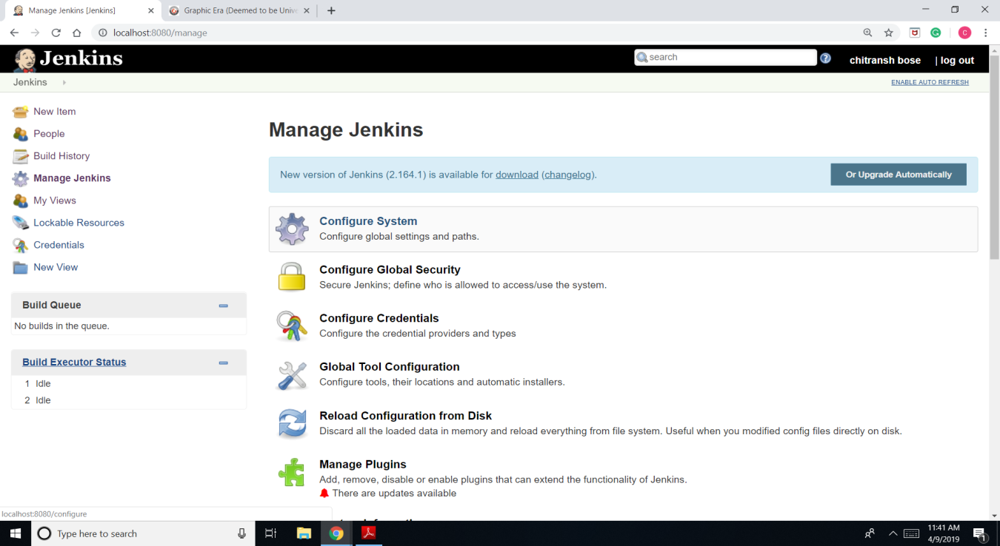 Manage Jenkins [Jenkins]
Graphic Era (Deemed to be Unive
localhost:8080/manage
C
Jenkins
search
chitransh bose
| log out
Jenkins
ENABLE AUTO REFRESH
New Item
People
Build History
Manage Jenkins
My Views
Lockable Resources
Credentials
New View
Build Queue
No builds in the queue.
Build Executor Status
1 Idle
2 Idle
Manage Jenkins
New version of Jenkins (2.164.1) is available for download (changelog).
Or Upgrade Automatically
Configure System
Configure global settings and paths.
Configure Global Security
Secure Jenkins; define who is allowed to access/use the system.
Configure Credentials
Configure the credential providers and types
Global Tool Configuration
Configure tools, their locations and automatic installers.
Reload Configuration from Disk
Discard all the loaded data in memory and reload everything from file system. Useful when you modified config files directly on disk.
Manage Plugins
Add, remove, disable or enable plugins that can extend the functionality of Jenkins.
There are updates available
localhost:8080/configure
Type here to search
11:41 AM
4/9/2019
1